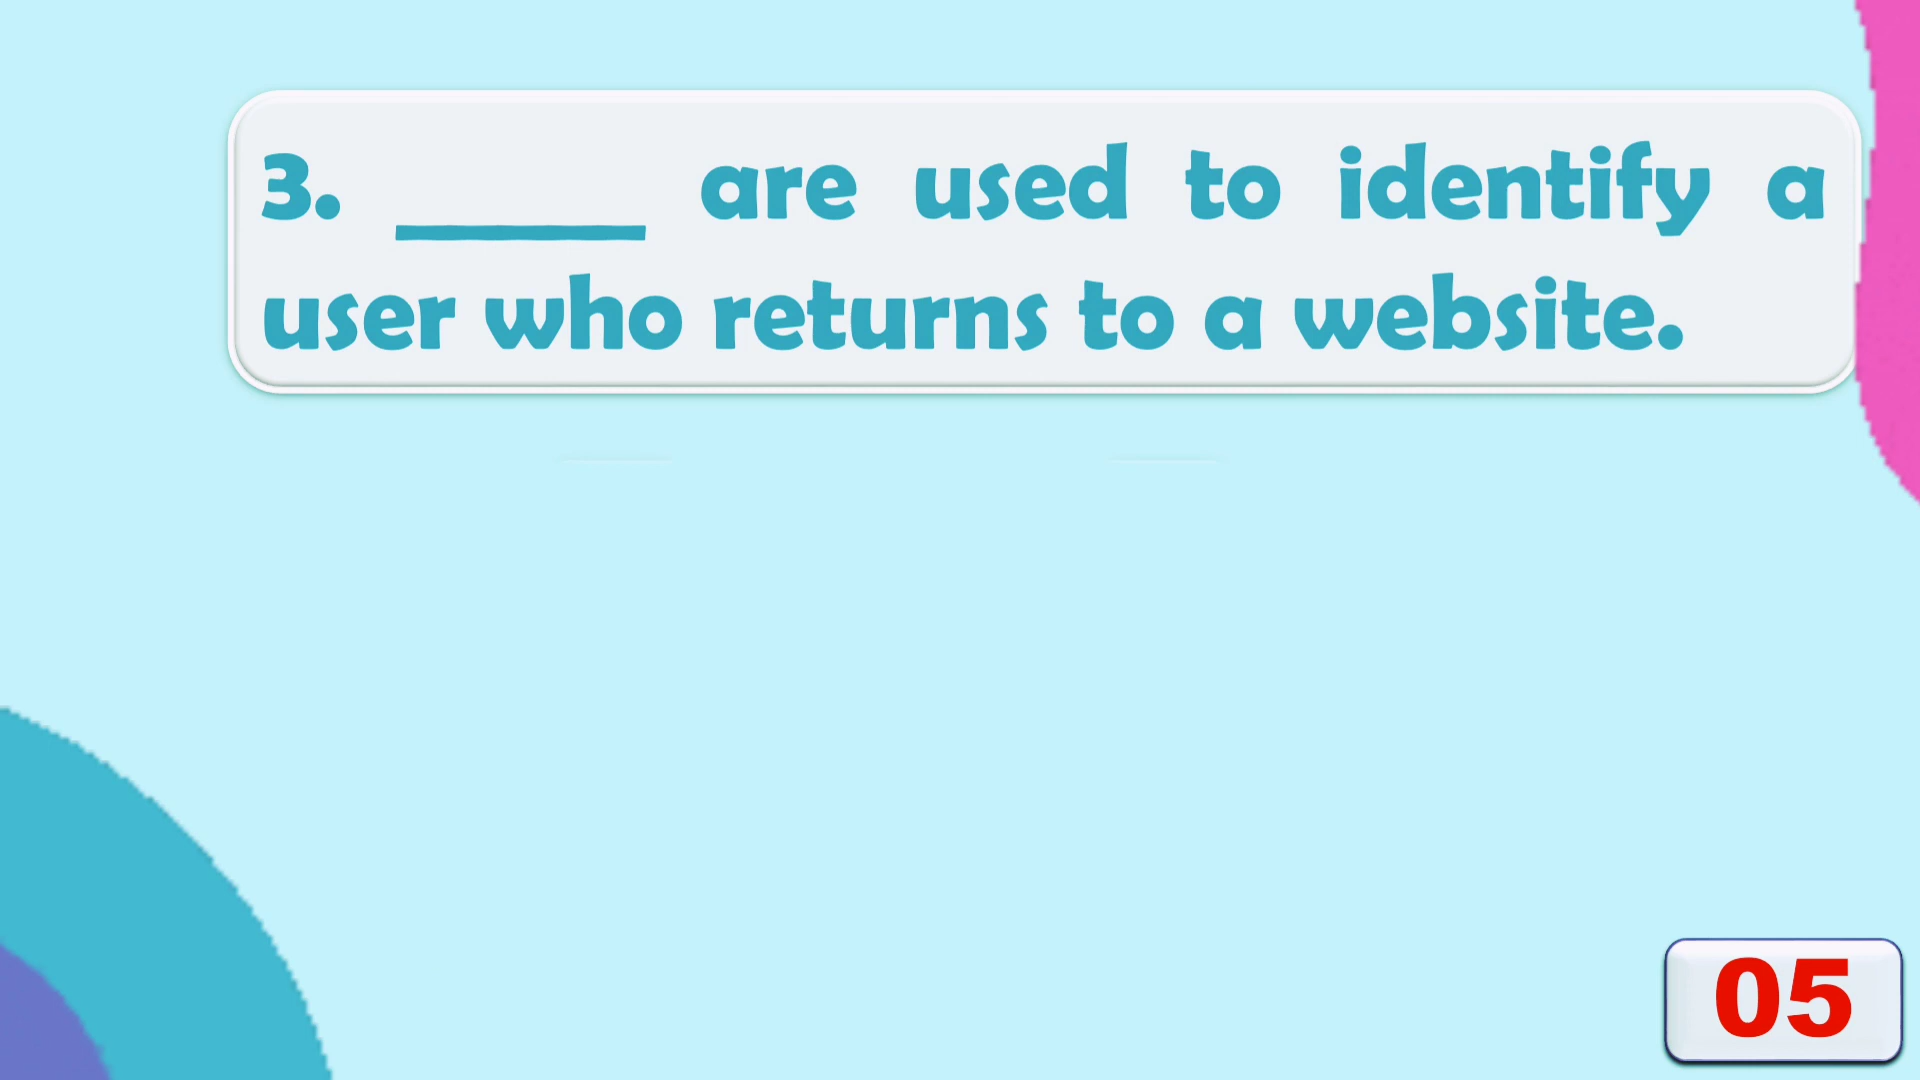 3. _____ are used to identify a
user who returns to a website.
05